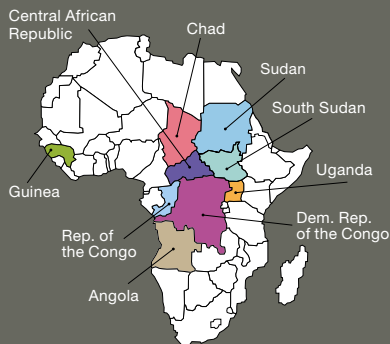 Central African
Republic
Chad
Sudan
South Sudan
Uganda
Guinea
Dem. Rep.
of the Congo
Rep. of
the Congo
Angola